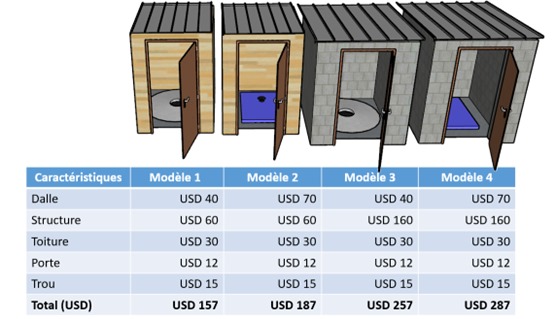 Caractéristiques Modèle 1 Modèle 2 Modèle 3 Modèle 4
Dalle USD 40 USD 70 USD 40 USD 70
Structure USD 60 USD 60 USD 160 USD 160
Toiture USD 30 USD 30 USD 30 USD 30
Porte USD 12 USD 12 USD 12 USD 12
Trou USD 15 USD 15 USD 15 USD 15
Total (USD) USD 157 USD 187 USD 257 USD 287